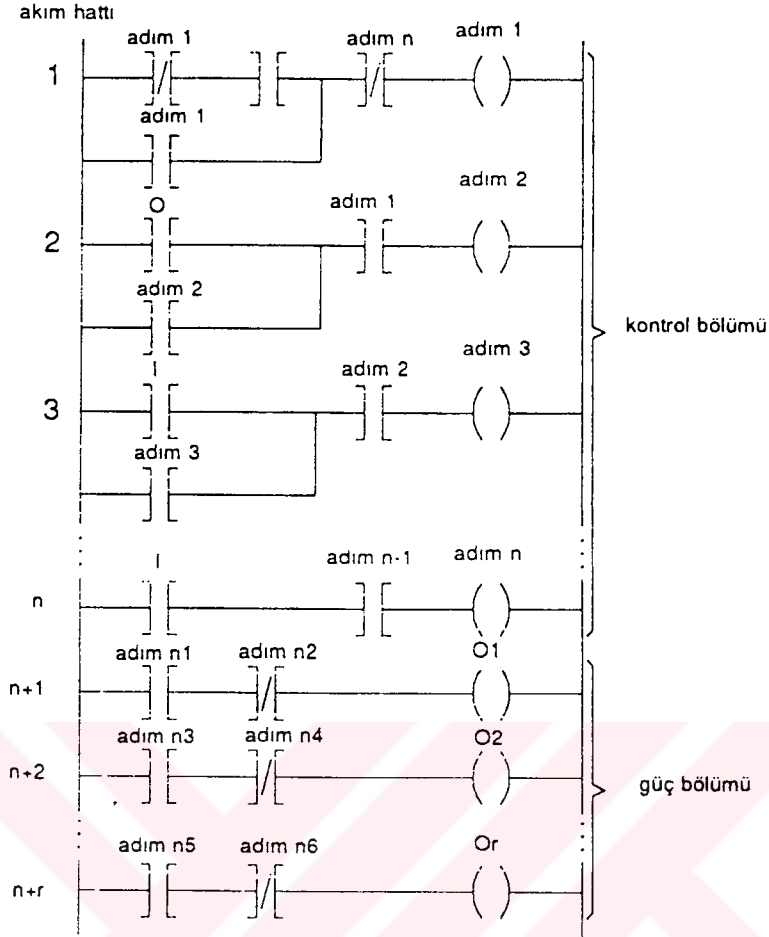 akım hattı
adım 1 adım n adım 1
1
adım 1
O adım 1 adım 2
2
adım 2
I adım 2 adım 3
3
adım 3
kontrol bölümü
I adım n-1 adım n
n
adım n1 adım n2 O1
n+1
adım n3 adım n4 O2
n+2
güç bölümü
adım n5 adım n6 Or
n+r